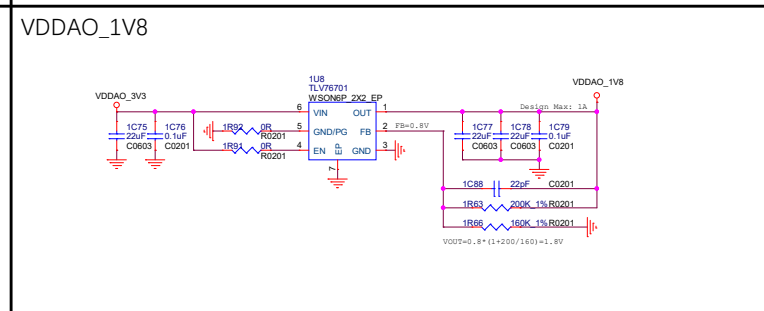 VDDAO_1V8
VDDAO_3V3
1C75
22uF
C0603
1C76
0.1uF
C0201
1R92 0R
R0201
1R91 0R
R0201
1U8
TLV76701
WSON6P_2X2_EP
6 VIN OUT 1
5 GND/PG FB 2
4 EN EP GND 3
7
FB=0.8V
VDDAO_1V8
Design Max: 1A
1C77
22uF
C0603
1C78
22uF
C0603
1C79
0.1uF
C0201
1C88 22pF C0201
1R63 200K_1% R0201
1R66 160K_1% R0201
VOUT=0.8*(1+200/160)=1.8V